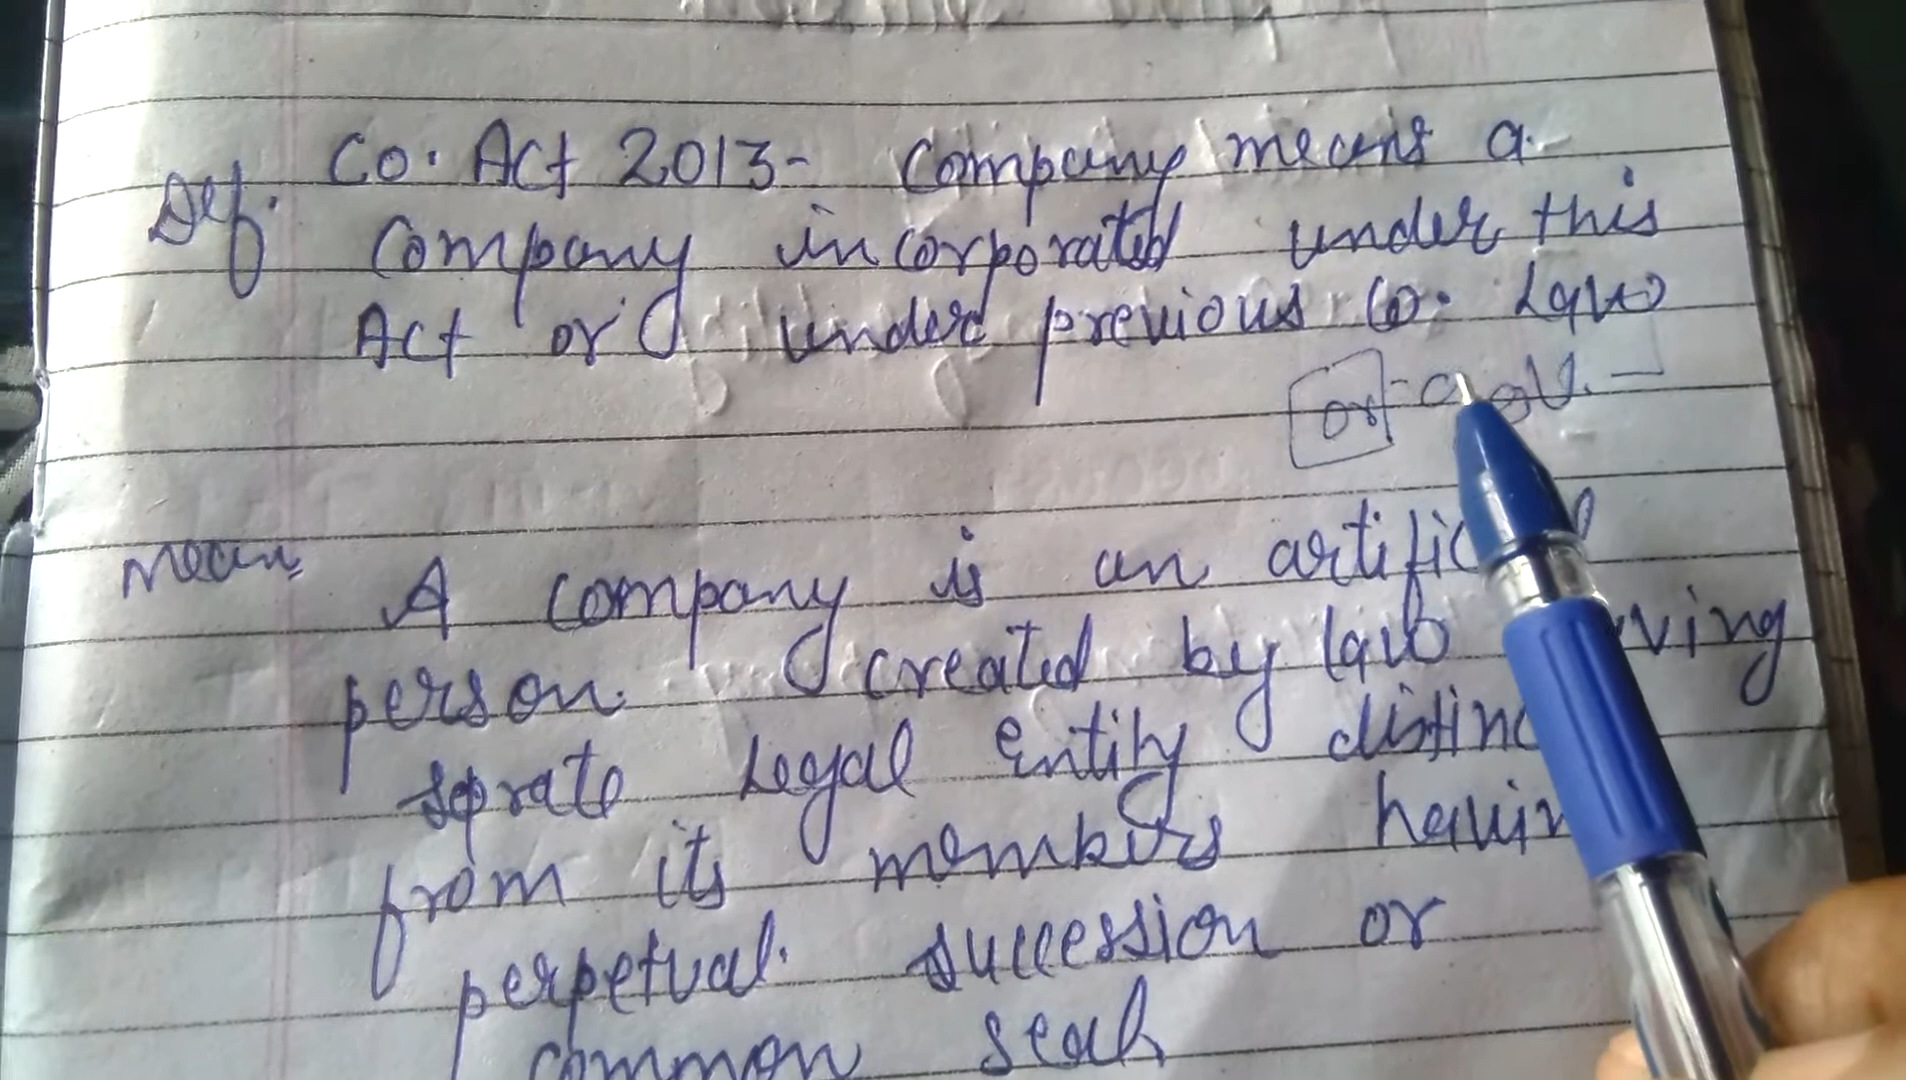 Def. Co. Act 2013- Company means a
Company incorporated under this
Act or under previous Co. Law
or
Mean, A company is an artific
person. created by law ving
seprate Legal entity distinc
from its members havin
perpetual. succession or
common seal